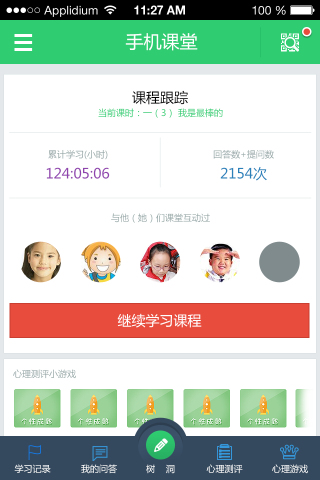 Applidium 11:27 AM 100 %
手机课堂
课程跟踪
当前课时：一（3） 我是最棒的
累计学习(小时) 回答数+提问数
124:05:06 2154次
与他（她）们课堂互动过
继续学习课程
心理测评小游戏
个性成就 个性成就 个性成就 个性成就 个性成就
学习记录 我的问答 树 洞 心理测评 心理游戏